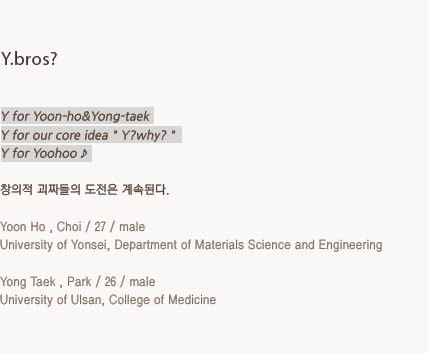 Y.bros?
Y for Yoon-ho&Yong-taek
Y for our core idea " Y?why? "
Y for Yoohoo♪
창의적 괴짜들의 도전은 계속된다.
Yoon Ho , Choi / 27 / male
University of Yonsei, Department of Materials Science and Engineering
Yong Taek , Park / 26 / male
University of Ulsan, College of Medicine